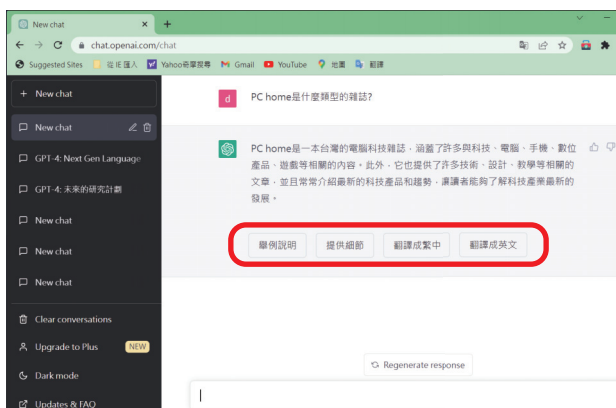 New chat
chat.openai.com/chat
Suggested Sites 從 IE 匯入 Yahoo奇摩搜尋 Gmail YouTube 地圖 翻譯
New chat
New chat
GPT-4: Next Gen Language
GPT-4: 未來的研究計劃
New chat
New chat
New chat
Clear conversations
Upgrade to Plus NEW
Dark mode
Updates & FAQ
d PC home是什麼類型的雜誌?
PC home是一本台灣的電腦科技雜誌,涵蓋了許多與科技、電腦、手機、數位
產品、遊戲等相關的內容。此外,它也提供了許多技術、設計、教學等相關的
文章,並且常常介紹最新的科技產品和趨勢,讓讀者能夠了解科技產業最新的
發展。
舉例說明 提供細節 翻譯成繁中 翻譯成英文
Regenerate response